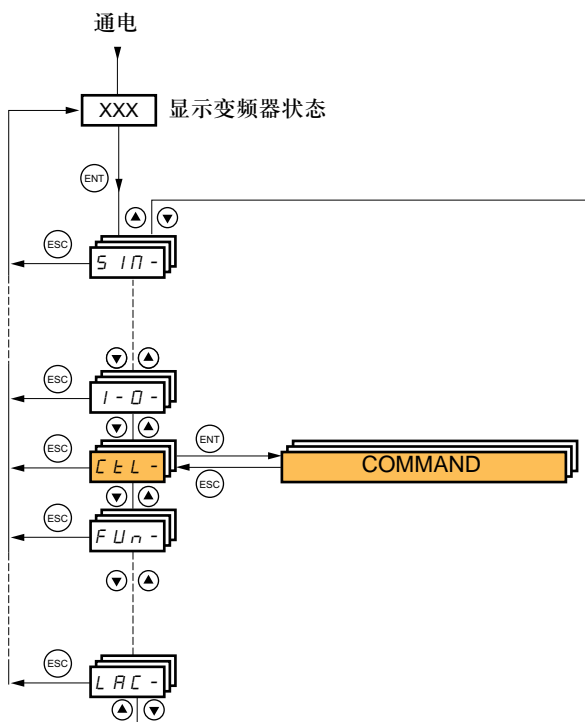 通电
XXX 显示变频器状态
ENT
ESC
SIM-
ESC
I-O-
ESC
CtL-
ENT
ESC
COMMAND
ESC
FUn-
ESC
LAC-